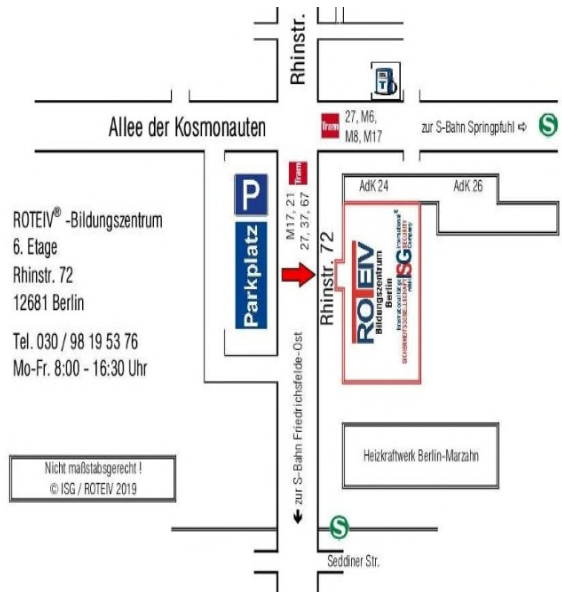 Rhinstr.
Allee der Kosmonauten
Tram
27, M6,
M8, M17
zur S-Bahn Springpfuhl ⇨
S
T
ROTEIV® -Bildungszentrum
6. Etage
Rhinstr. 72
12681 Berlin
Tel. 030 / 98 19 53 76
Mo-Fr. 8:00 - 16:30 Uhr
P
Parkplatz
Tram
M17, 21
27, 37, 67
Rhinstr. 72
AdK 24
AdK 26
ROTEIV
Bildungszentrum
Berlin
ISG
SICHERHEITSGESELLSCHAFT
Heizkraftwerk Berlin-Marzahn
← zur S-Bahn Friedrichsfelde-Ost
Nicht maßstabsgerecht !
© ISG / ROTEIV 2019
S
Seddiner Str.